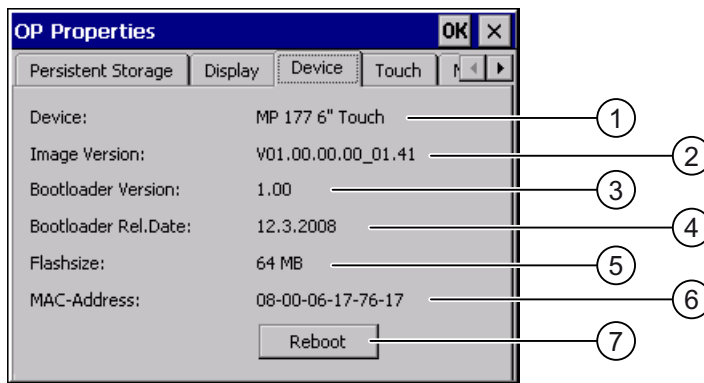 OP Properties OK ×
Persistent Storage Display Device Touch
Device: MP 177 6" Touch 1
Image Version: V01.00.00.00_01.41 2
Bootloader Version: 1.00 3
Bootloader Rel.Date: 12.3.2008 4
Flashsize: 64 MB 5
MAC-Address: 08-00-06-17-76-17 6
Reboot 7